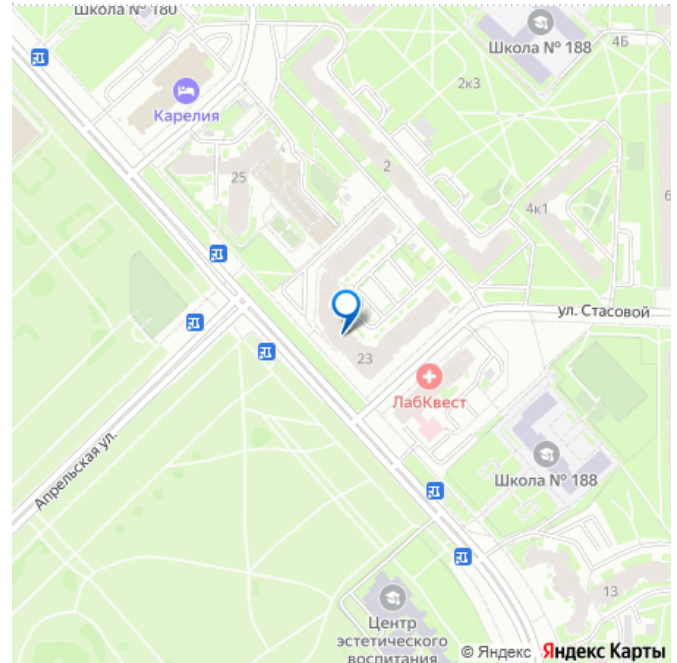 Школа № 180
4Б
Школа № 188
2к3
Карелия
2
25
4к1
6
ул. Стасовой
23
ЛабКвест
Апрельская ул.
Школа № 188
13
Центр
эстетического
воспитания
© Яндекс Яндекс Карты